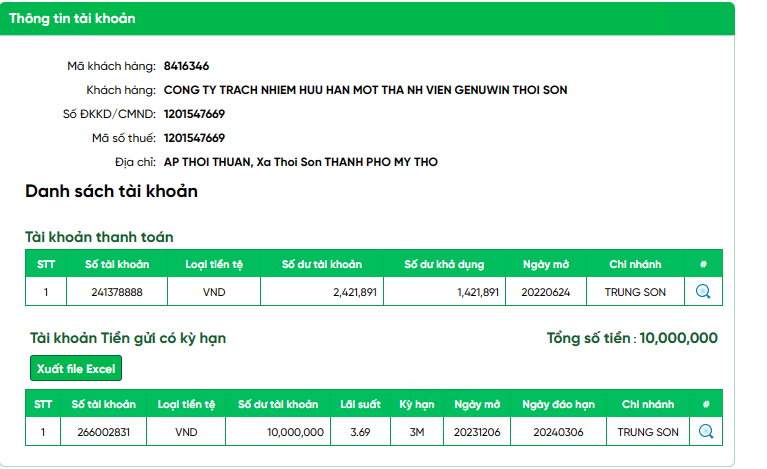 Thông tin tài khoản
Mã khách hàng: 8416346
Khách hàng: CONG TY TRACH NHIEM HUU HAN MOT THA NH VIEN GENUWIN THOI SON
Số ĐKKD/CMND: 1201547669
Mã số thuế: 1201547669
Địa chỉ: AP THOI THUAN, Xa Thoi Son THANH PHO MY THO
Danh sách tài khoản
Tài khoản thanh toán
STT Số tài khoản Loại tiền tệ Số dư tài khoản Số dư khả dụng Ngày mở Chi nhánh #
1 241378888 VND 2,421,891 1,421,891 20220624 TRUNG SON
Tài khoản Tiền gửi có kỳ hạn Tổng số tiền : 10,000,000
Xuất file Excel
STT Số tài khoản Loại tiền tệ Số dư tài khoản Lãi suất Kỳ hạn Ngày mở Ngày đáo hạn Chi nhánh #
1 266002831 VND 10,000,000 3.69 3M 20231206 20240306 TRUNG SON